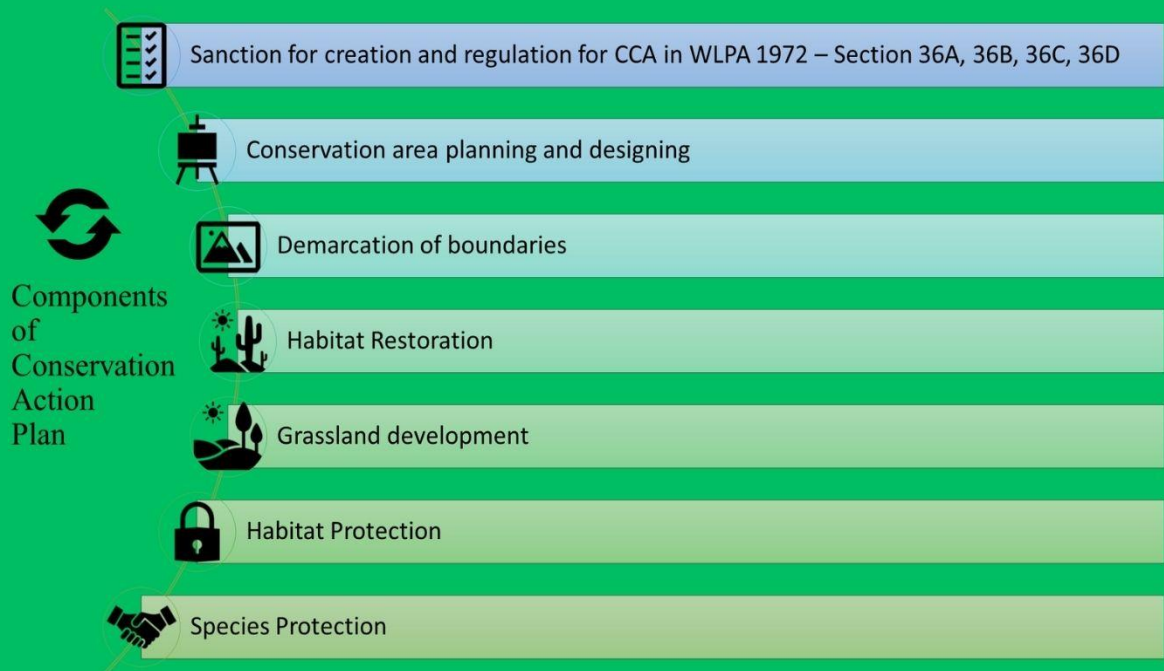 Sanction for creation and regulation for CCA in WLPA 1972 – Section 36A, 36B, 36C, 36D
Conservation area planning and designing
Demarcation of boundaries
Components
of
Conservation
Action
Plan
Habitat Restoration
Grassland development
Habitat Protection
Species Protection